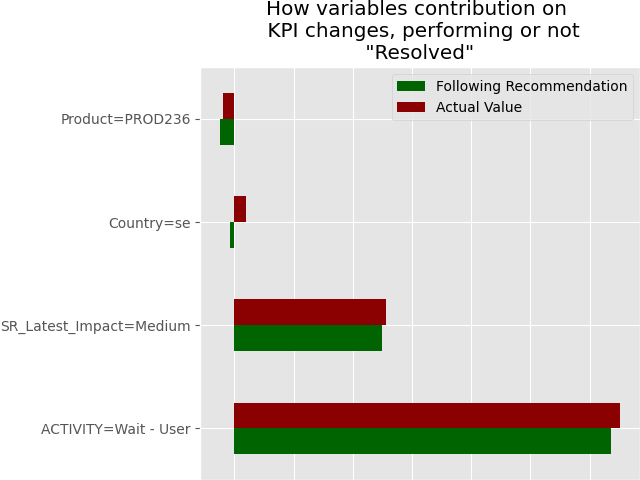 How variables contribution on
KPI changes, performing or not
"Resolved"
Following Recommendation
Actual Value
Product=PROD236
Country=se
SR_Latest_Impact=Medium
ACTIVITY=Wait - User